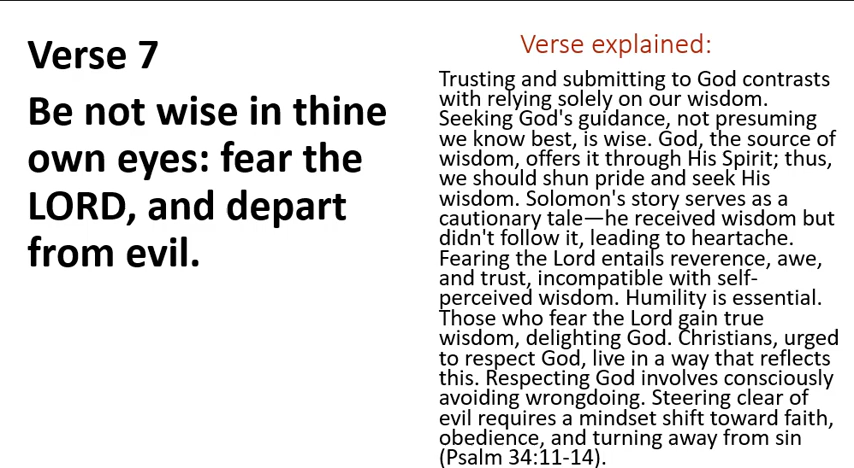 Verse 7
Be not wise in thine
own eyes: fear the
LORD, and depart
from evil.
Verse explained:
Trusting and submitting to God contrasts
with relying solely on our wisdom.
Seeking God's guidance, not presuming
we know best, is wise. God, the source of
wisdom, offers it through His Spirit; thus,
we should shun pride and seek His
wisdom. Solomon's story serves as a
cautionary tale—he received wisdom but
didn't follow it, leading to heartache.
Fearing the Lord entails reverence, awe,
and trust, incompatible with self-
perceived wisdom. Humility is essential.
Those who fear the Lord gain true
wisdom, delighting God. Christians, urged
to respect God, live in a way that reflects
this. Respecting God involves consciously
avoiding wrongdoing. Steering clear of
evil requires a mindset shift toward faith,
obedience, and turning away from sin
(Psalm 34:11-14).